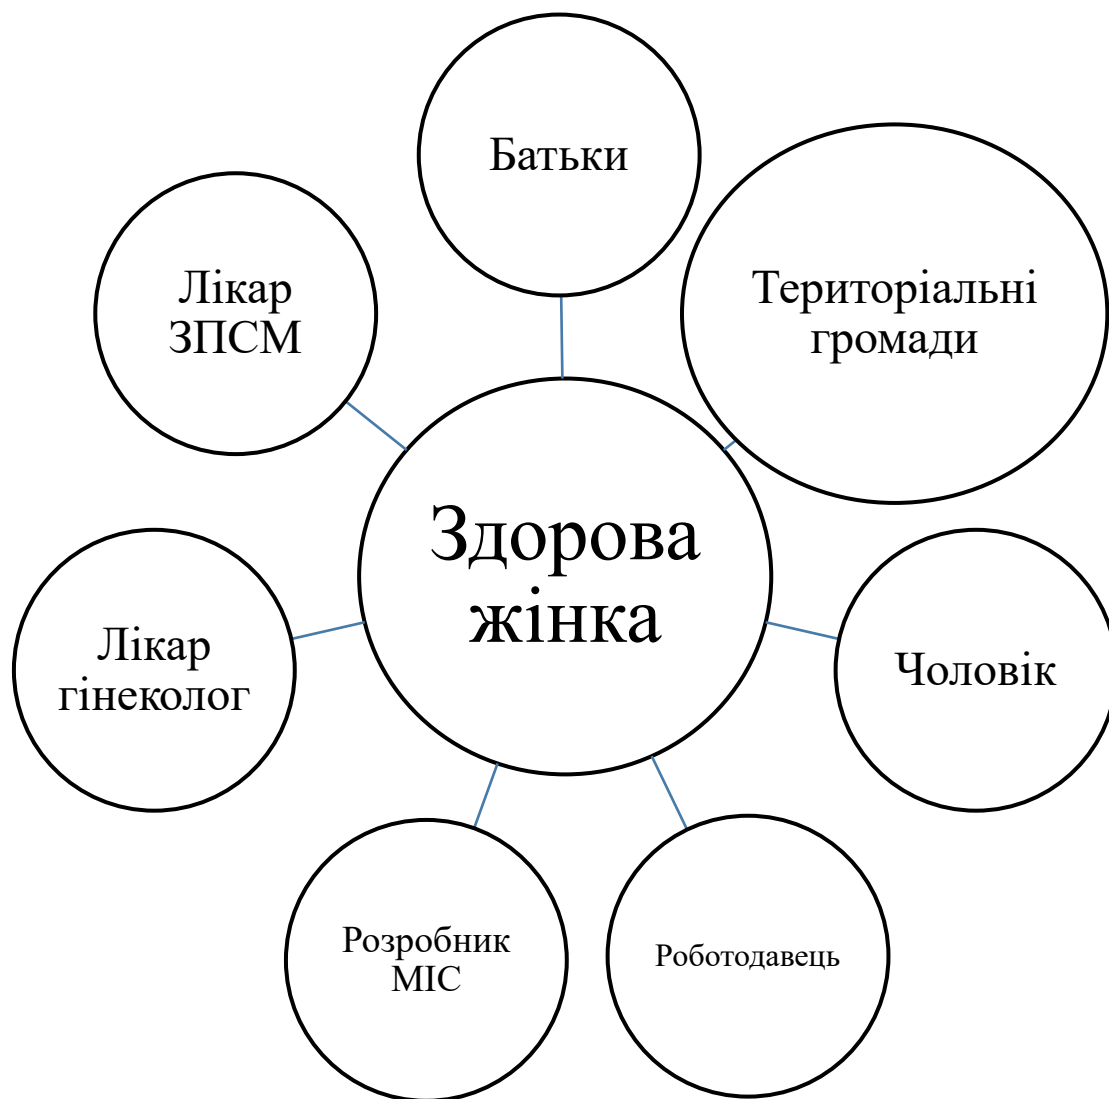 Батьки
Територіальні
громади
Чоловік
Роботодавець
Розробник
МІС
Лікар
гінеколог
Лікар
ЗПСМ
Здорова
жінка